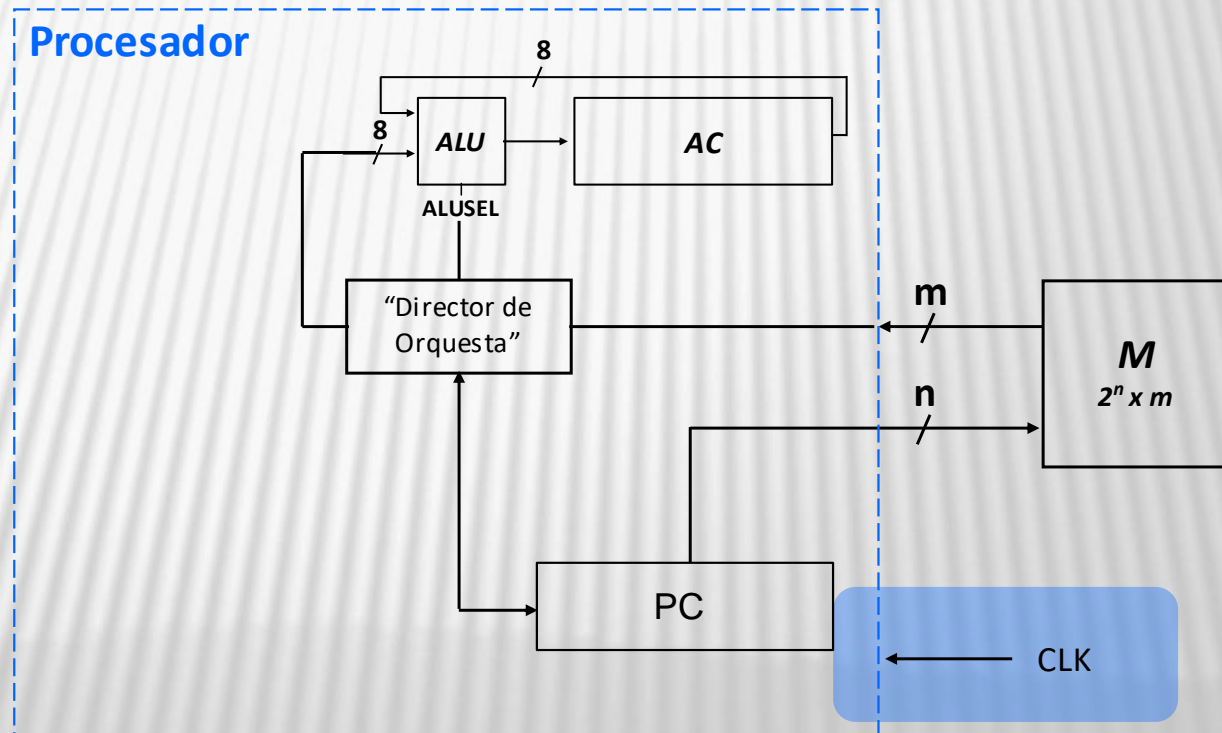 Procesador
8
8
ALU
AC
ALUSEL
“Director de
Orquesta”
m
M
2ⁿ x m
n
PC
CLK